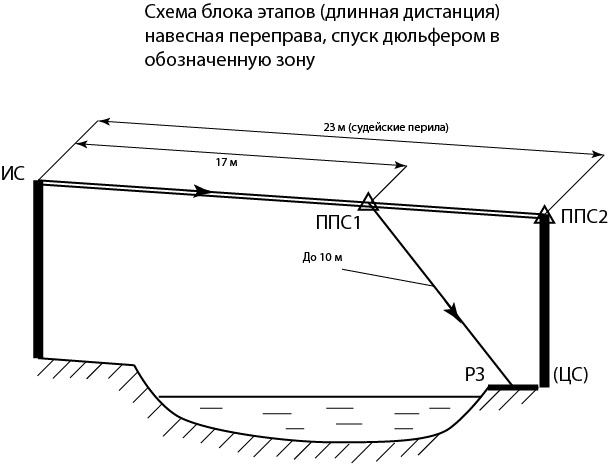 Схема блока этапов (длинная дистанция)
навесная переправа, спуск дюльфером в
обозначенную зону
23 м (судейские перила)
17 м
ИС
ППС1
ППС2
До 10 м
РЗ
(ЦС)